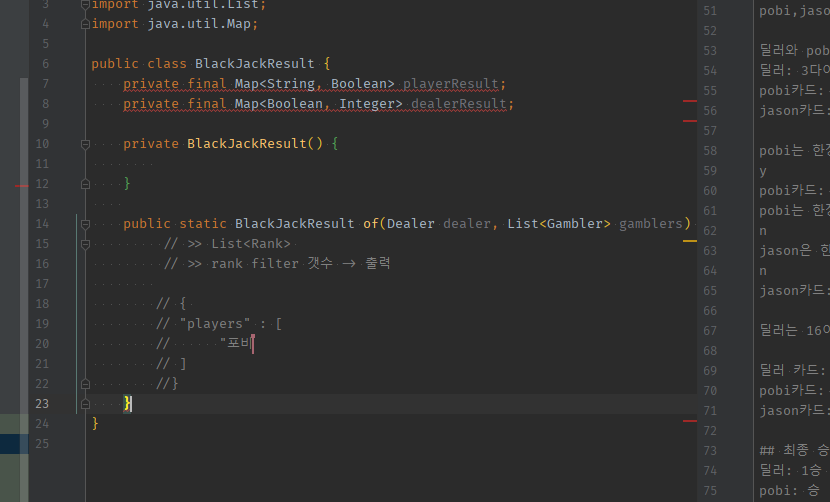 3 import java.util.List;
4 import java.util.Map;
5
6 public class BlackJackResult {
7 private final Map<String, Boolean> playerResult;
8 private final Map<Boolean, Integer> dealerResult;
9
10 private BlackJackResult() {
11
12 }
13
14 public static BlackJackResult of(Dealer dealer, List<Gambler> gamblers)
15 // >> List<Rank>
16 // >> rank filter 갯수 -> 출력
17
18 // {
19 // "players" : [
20 // "포비
21 // ]
22 //}
23 }
24 }
25
51 pobi,jaso
52
53 딜러와 pob
54 딜러: 3다이
55 pobi카드:
56 jason카드:
57
58 pobi는 한장
59 y
60 pobi카드:
61 pobi는 한장
62 n
63 jason은 한
64 n
65 jason카드:
66
67 딜러는 16이
68
69 딜러 카드:
70 pobi카드:
71 jason카드:
72
73 ## 최종 승
74 딜러: 1승
75 pobi: 승